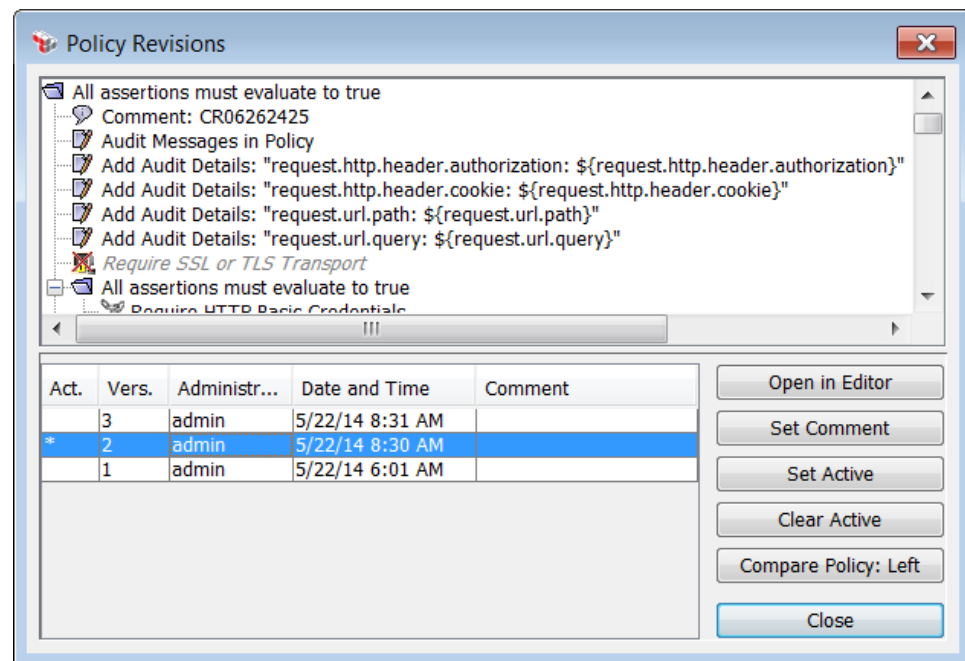 Policy Revisions
All assertions must evaluate to true
Comment: CR06262425
Audit Messages in Policy
Add Audit Details: "request.http.header.authorization: ${request.http.header.authorization}"
Add Audit Details: "request.http.header.cookie: ${request.http.header.cookie}"
Add Audit Details: "request.url.path: ${request.url.path}"
Add Audit Details: "request.url.query: ${request.url.query}"
Require SSL or TLS Transport
All assertions must evaluate to true
Require HTTP Basic Credentials
Act. Vers. Administr... Date and Time Comment
3 admin 5/22/14 8:31 AM
* 2 admin 5/22/14 8:30 AM
1 admin 5/22/14 6:01 AM
Open in Editor
Set Comment
Set Active
Clear Active
Compare Policy: Left
Close